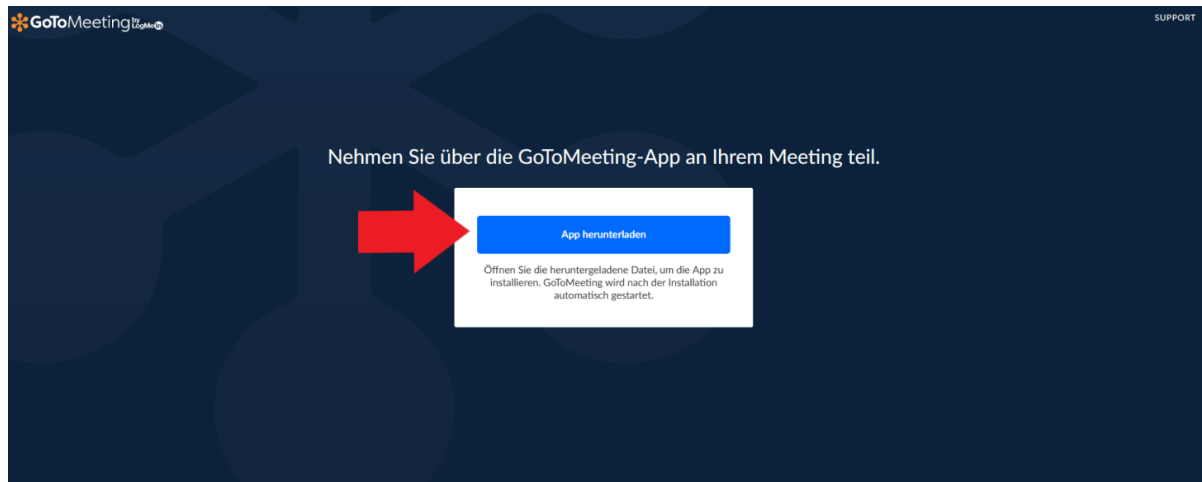 GoToMeeting by LogMeIn
SUPPORT
Nehmen Sie über die GoToMeeting-App an Ihrem Meeting teil.
App herunterladen
Öffnen Sie die heruntergeladene Datei, um die App zu
installieren. GoToMeeting wird nach der Installation
automatisch gestartet.